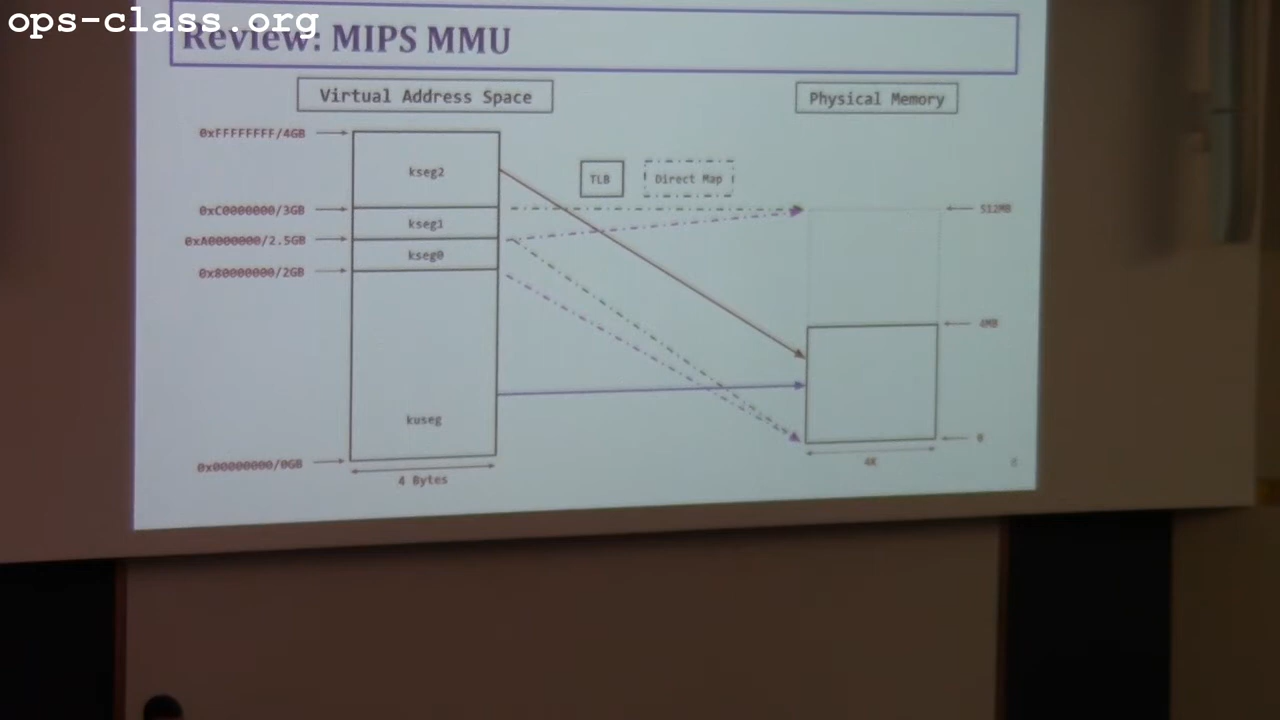 ops-class.org
Review: MIPS MMU
Virtual Address Space
Physical Memory
0xFFFFFFFF/4GB
kseg2
TLB
Direct Map
0xC0000000/3GB
512MB
kseg1
0xA0000000/2.5GB
kseg0
0x80000000/2GB
4MB
kuseg
0
0x00000000/0GB
4K
4 Bytes